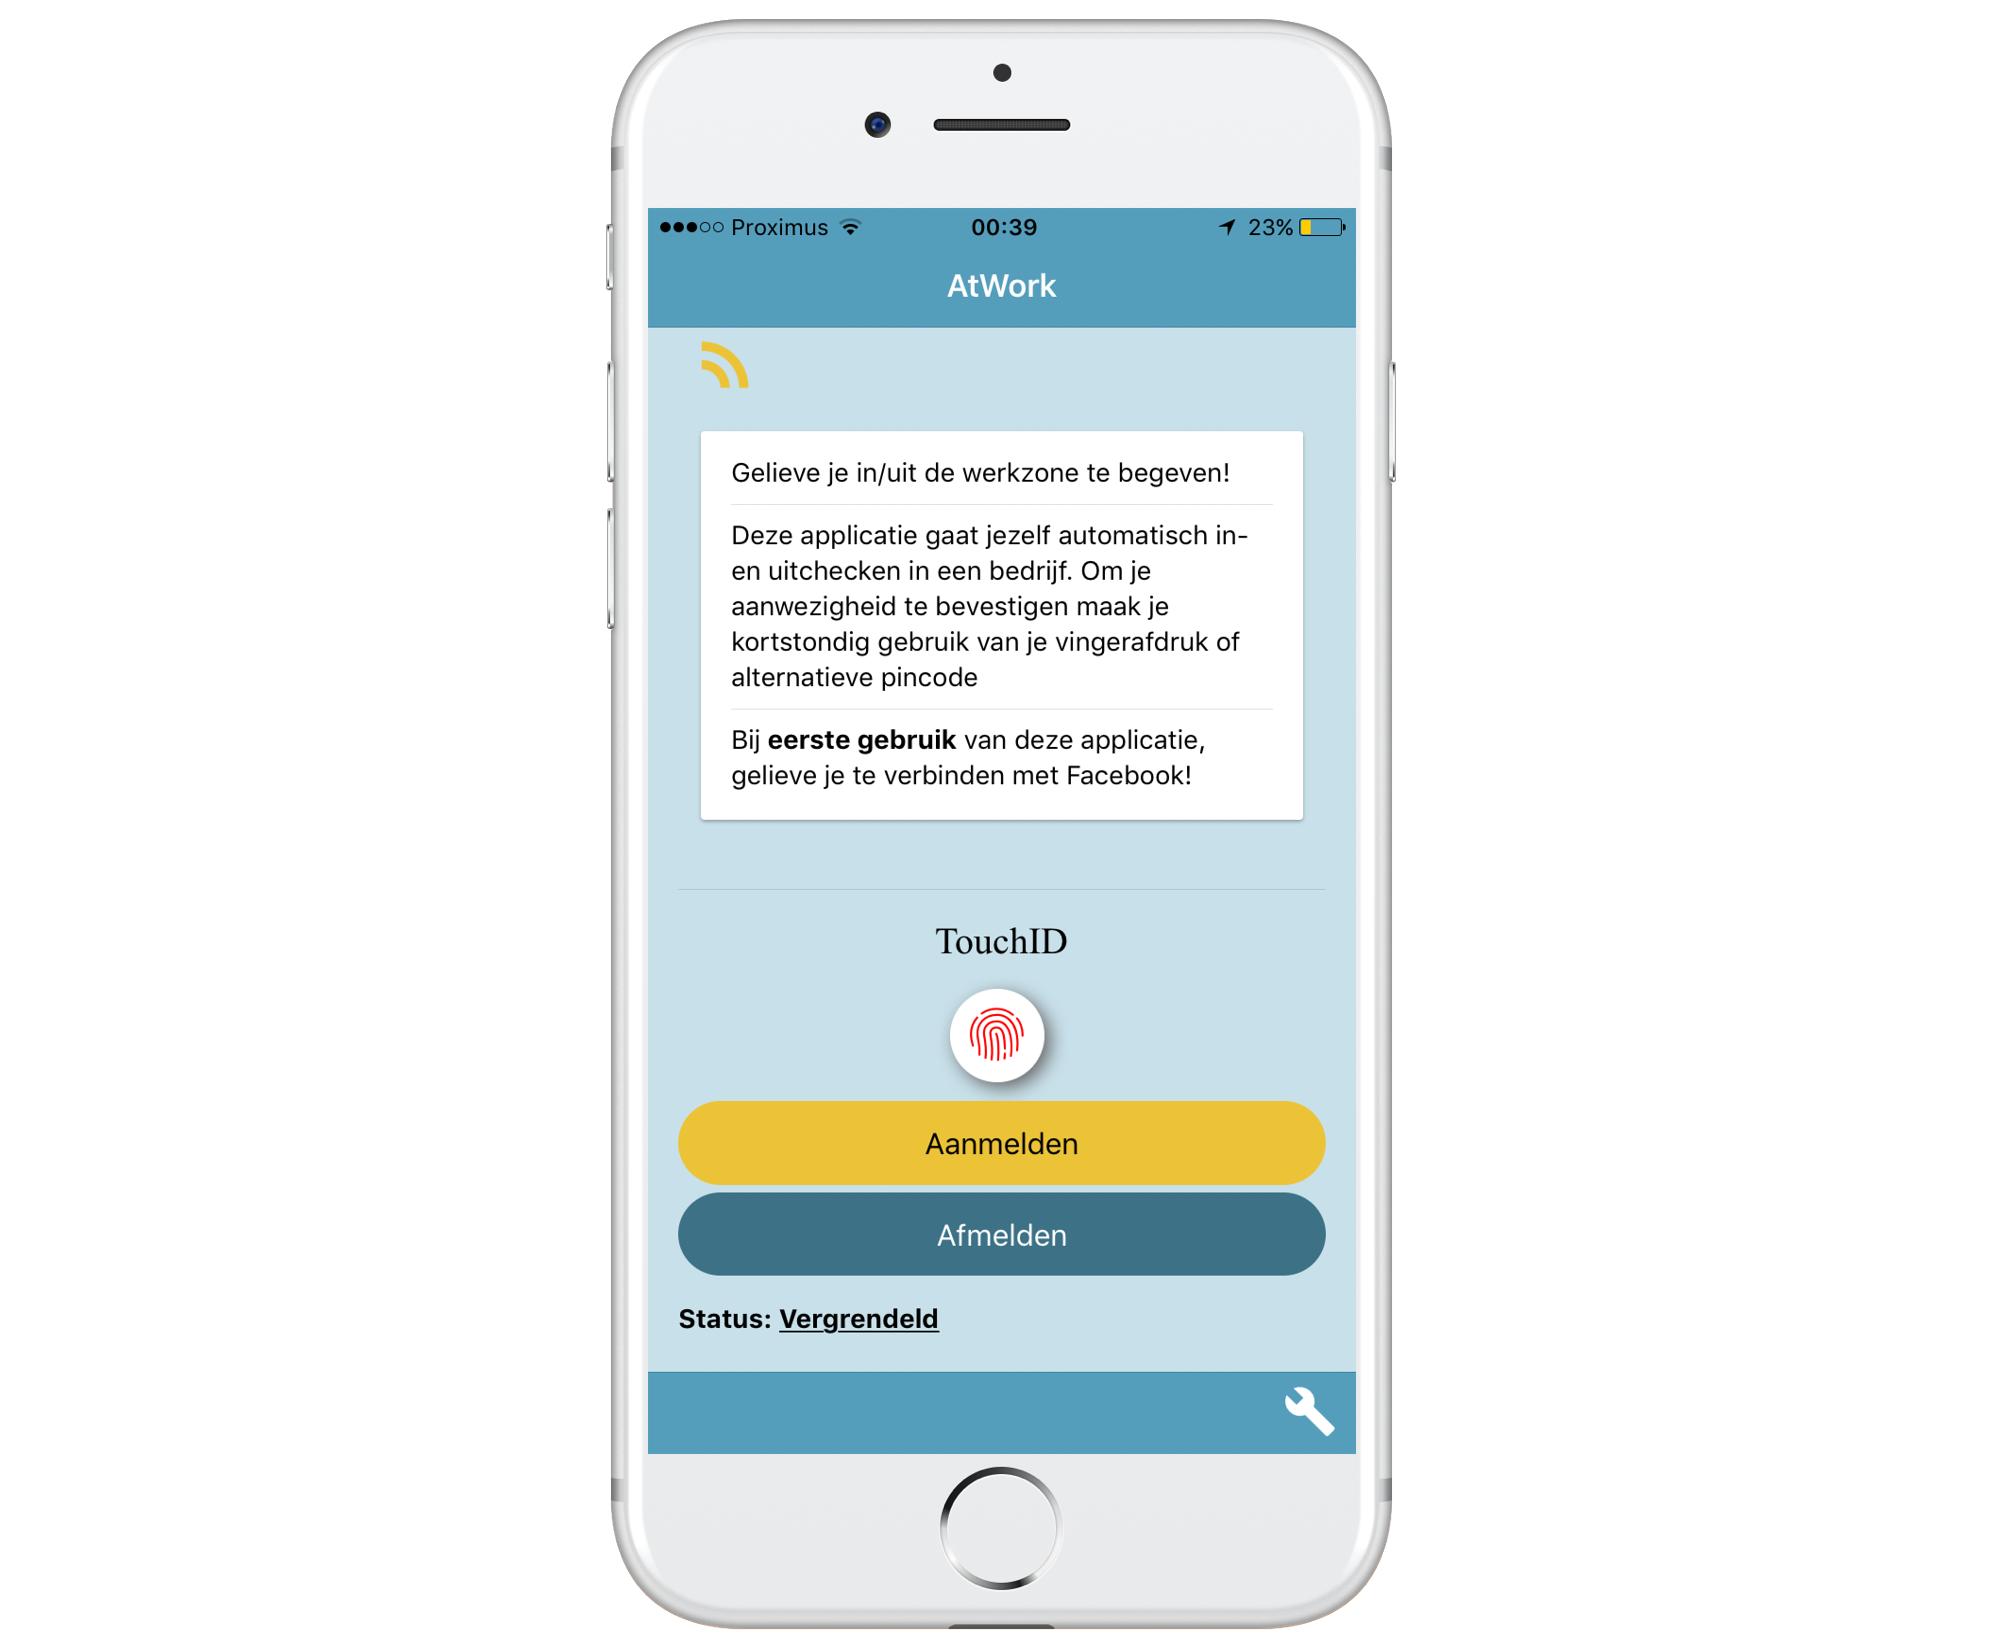 Proximus 00:39 23%
AtWork
Gelieve je in/uit de werkzone te begeven!
Deze applicatie gaat jezelf automatisch in-
en uitchecken in een bedrijf. Om je
aanwezigheid te bevestigen maak je
kortstondig gebruik van je vingerafdruk of
alternatieve pincode
Bij eerste gebruik van deze applicatie,
gelieve je te verbinden met Facebook!
TouchID
Aanmelden
Afmelden
Status: Vergrendeld